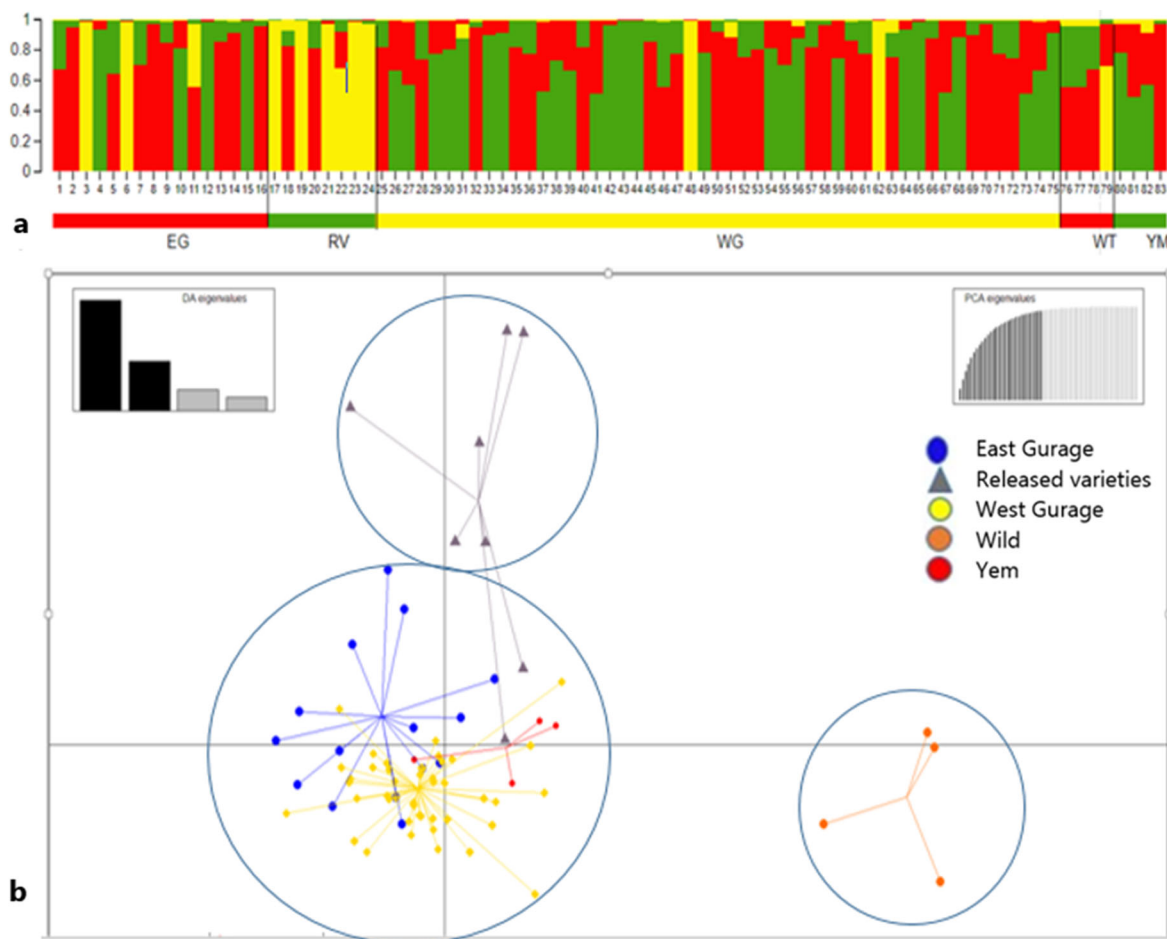 1
0.8
0.6
0.4
0.2
0
1 2 3 4 5 6 7 8 9 10 11 12 13 14 15 16 17 18 19 20 21 22 23 24 25 26 27 28 29 30 31 32 33 34 35 36 37 38 39 40 41 42 43 44 45 46 47 48 49 50 51 52 53 54 55 56 57 58 59 60 61 62 63 64 65 66 67 68 69 70 71 72 73 74 75 76 77 78 79 80 81 82 83
a
EG RV WG WT YM
DA eigenvalues
PCA eigenvalues
East Gurage
Released varieties
West Gurage
Wild
Yem
b